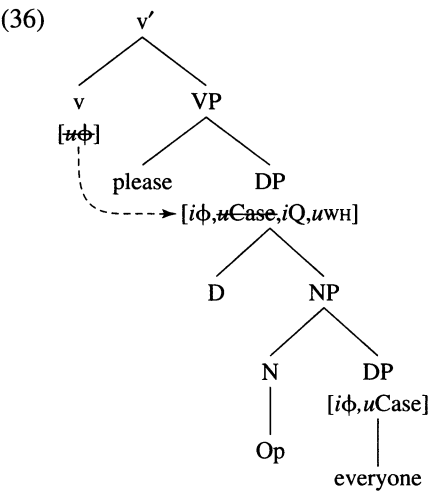 (36) v′
v VP
[uϕ]
please DP
[iϕ,uCase,iQ,uWH]
D NP
N DP
[iϕ,uCase]
Op
everyone